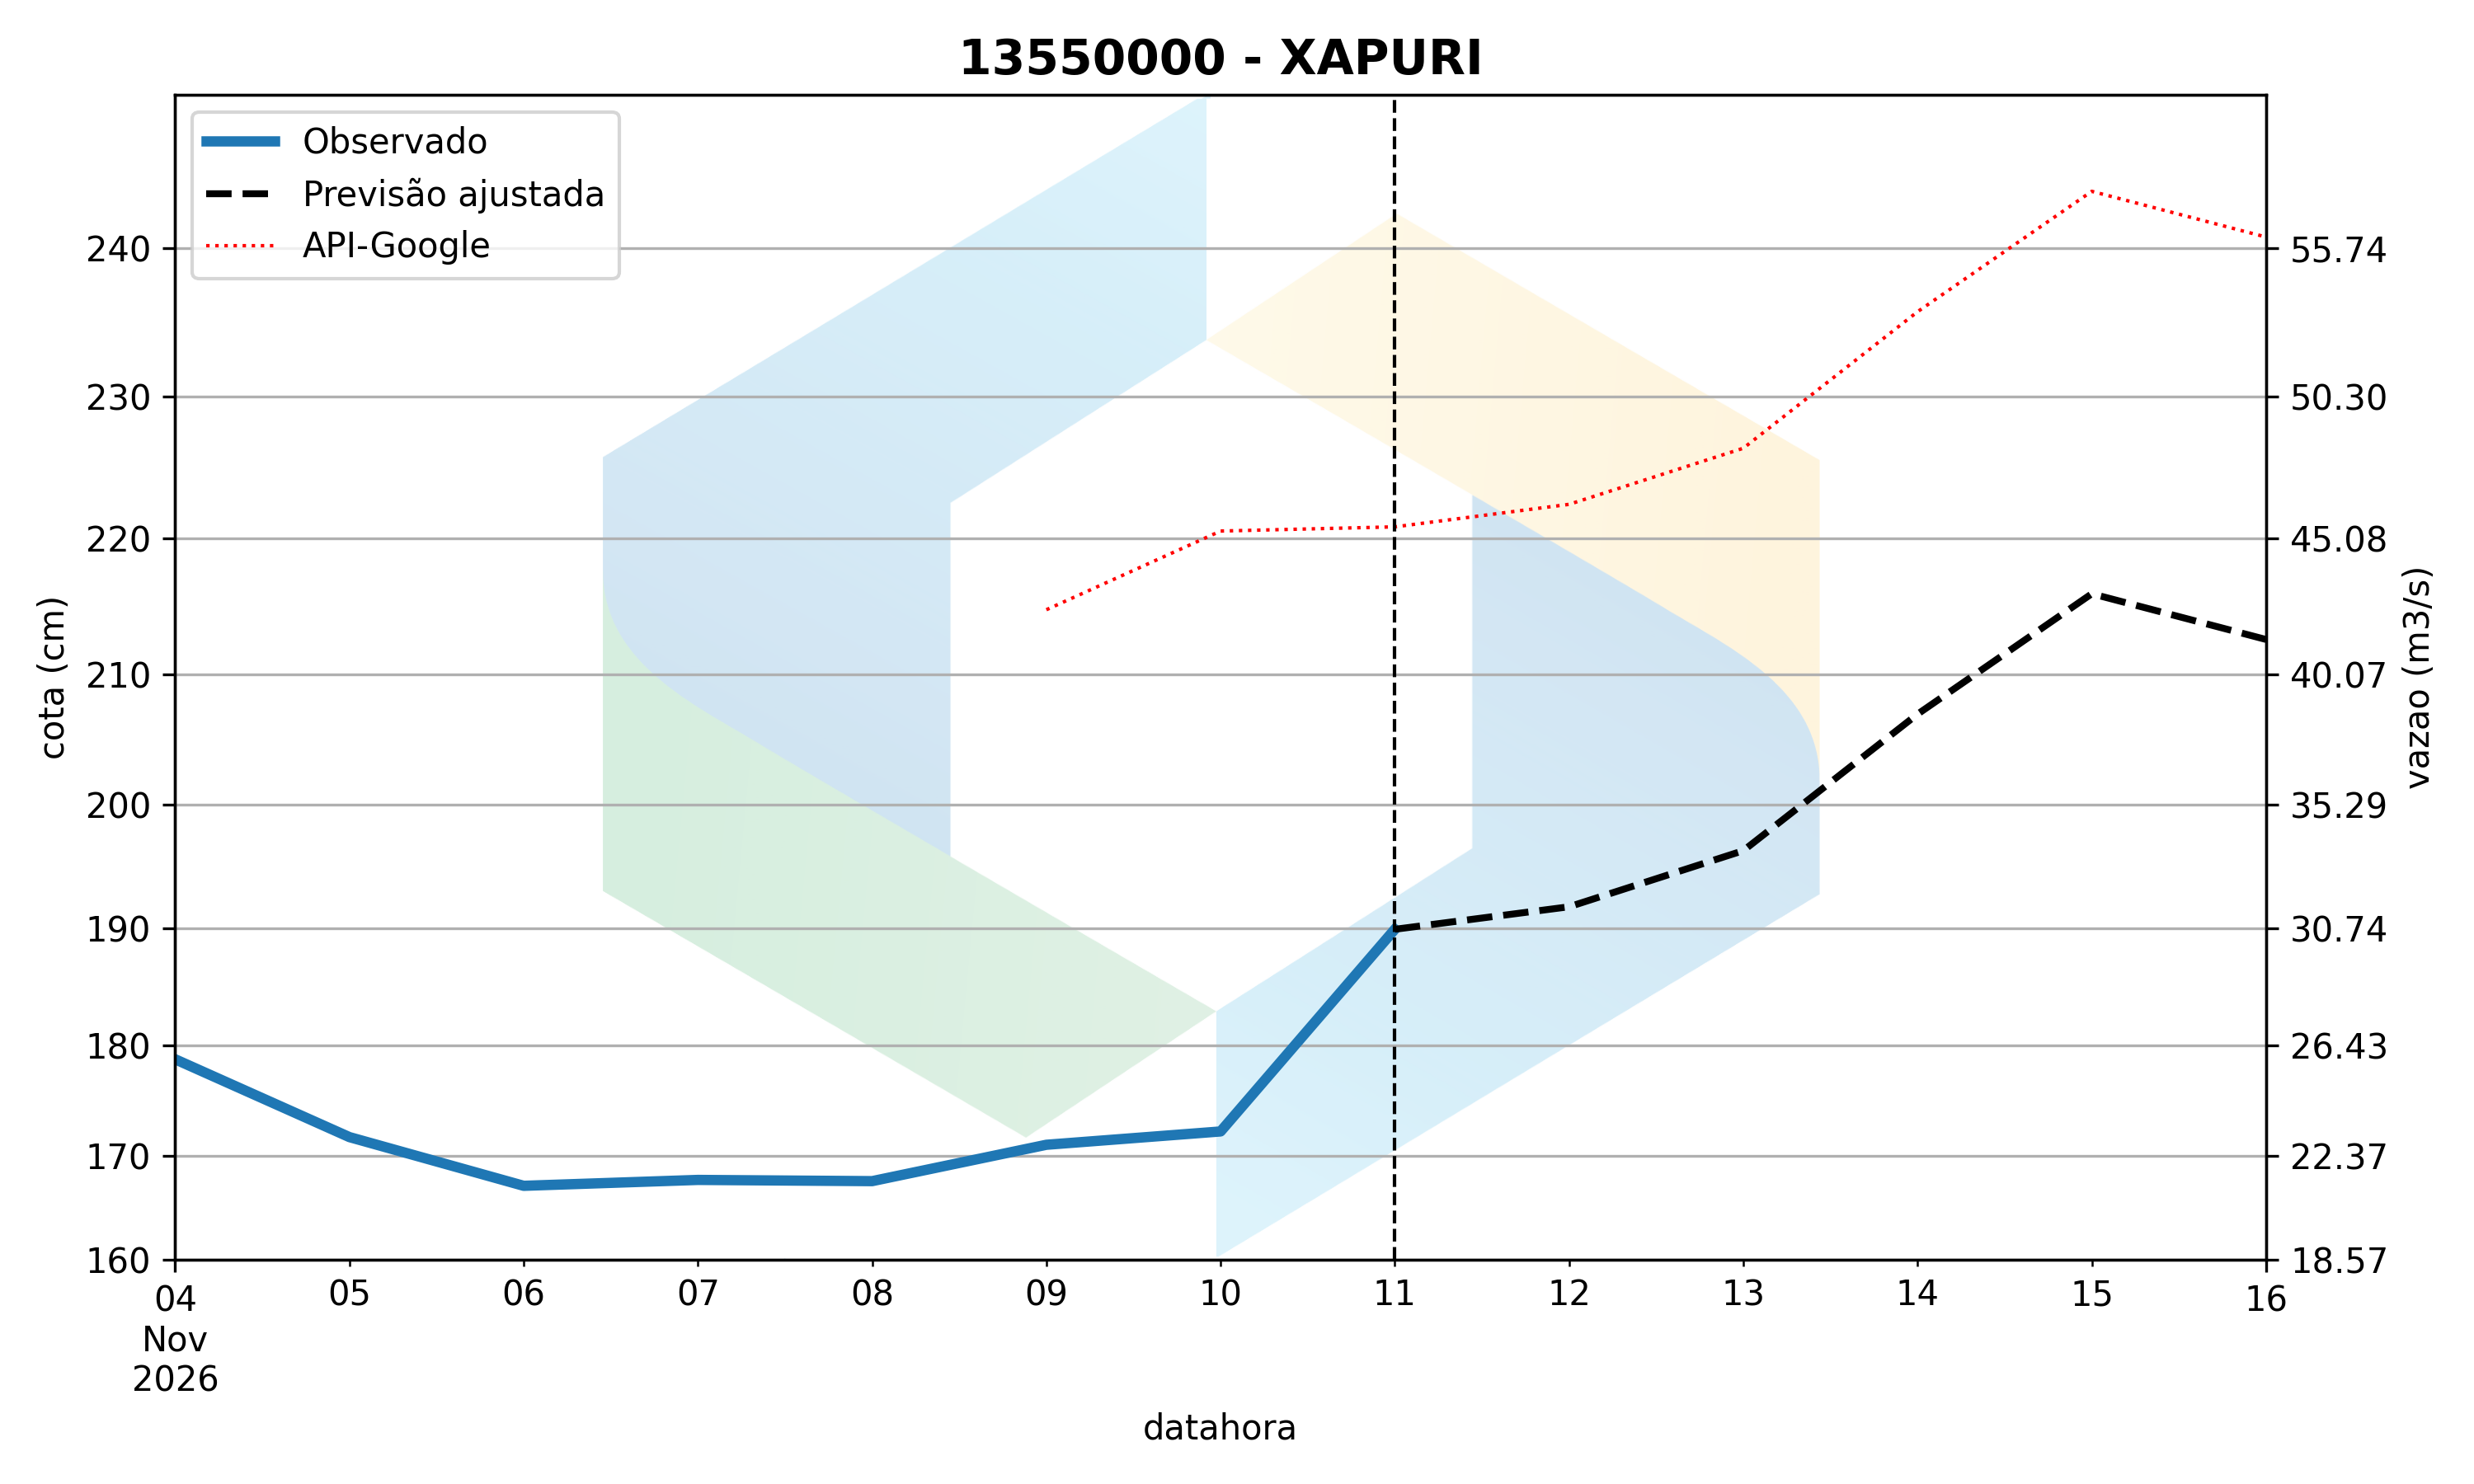 13550000 - XAPURI
Observado
Previsão ajustada
API-Google
cota (cm)
240
230
220
210
200
190
180
170
160
55.74
50.30
45.08
40.07
35.29
30.74
26.43
22.37
18.57
vazao (m3/s)
04 05 06 07 08 09 10 11 12 13 14 15 16
Nov
2026
datahora